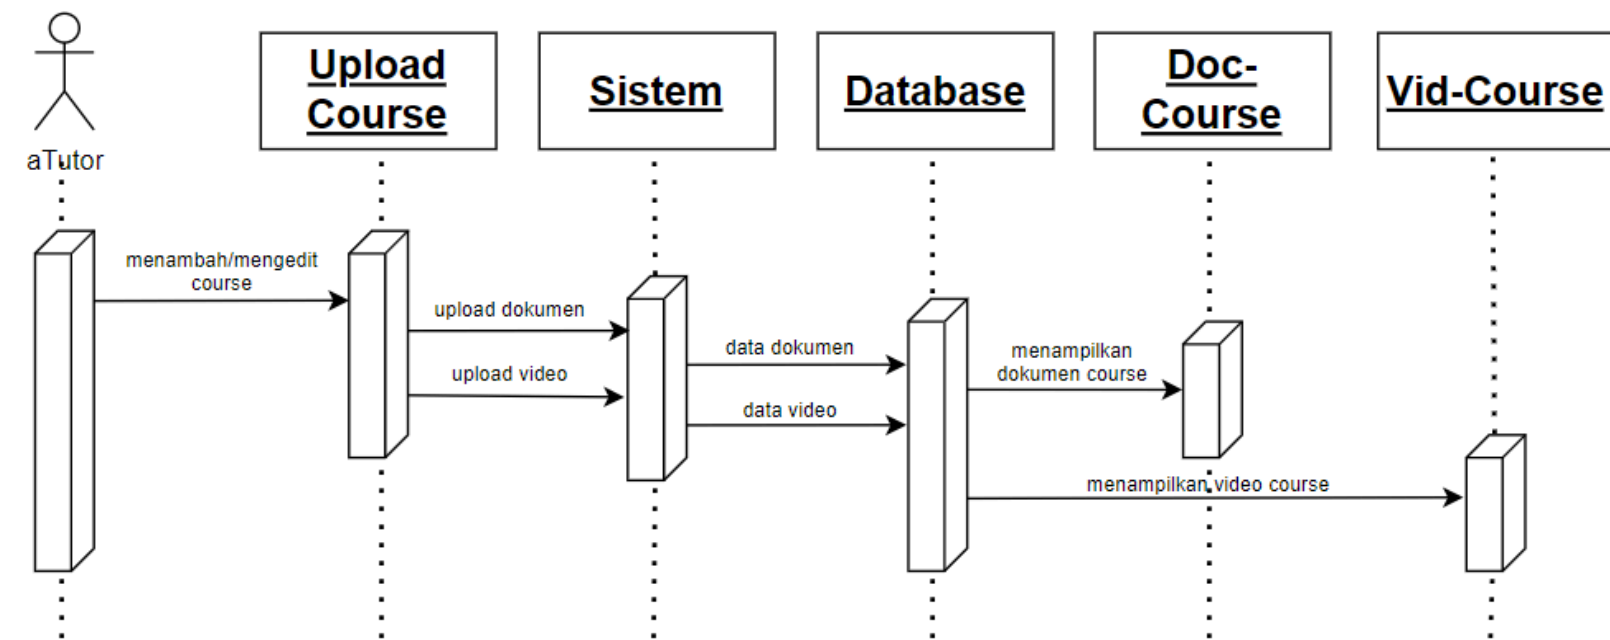 aTutor
Upload
Course
Sistem
Database
Doc-
Course
Vid-Course
menambah/mengedit
course
upload dokumen
upload video
data dokumen
data video
menampilkan
dokumen course
menampilkan video course